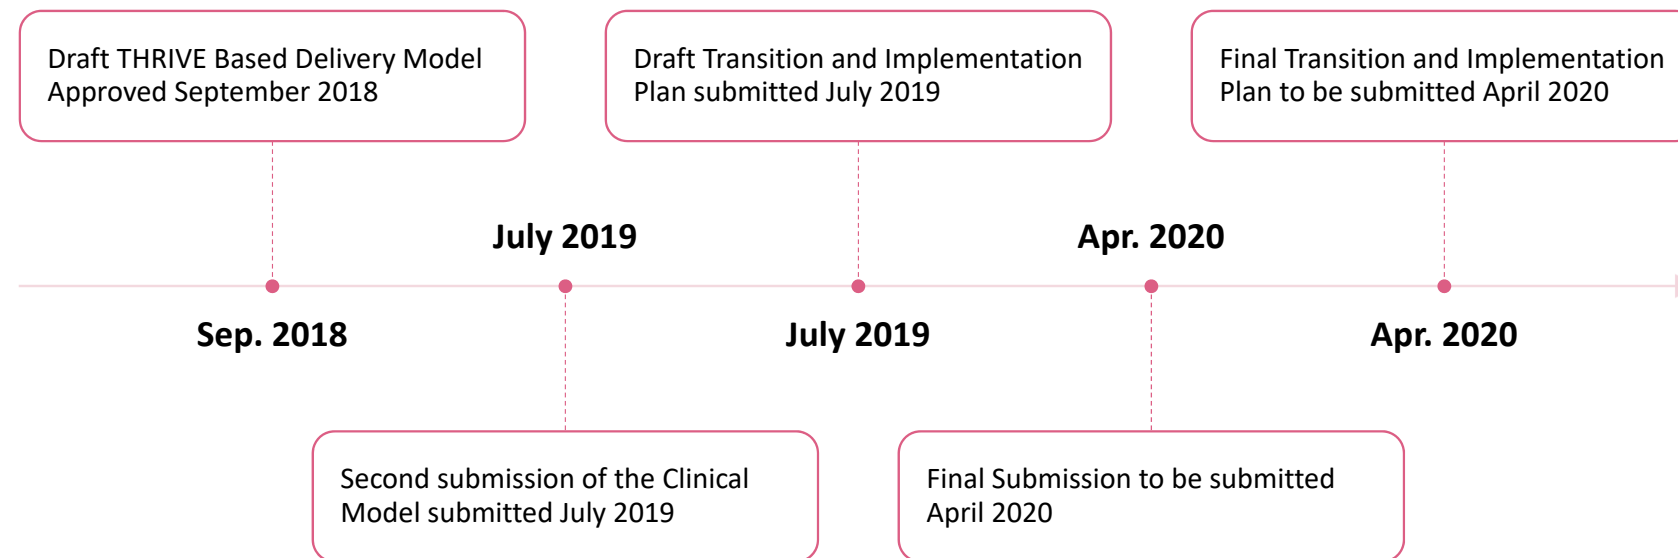 Draft THRIVE Based Delivery Model
Approved September 2018
Draft Transition and Implementation
Plan submitted July 2019
Final Transition and Implementation
Plan to be submitted April 2020
July 2019
Apr. 2020
Sep. 2018
July 2019
Apr. 2020
Second submission of the Clinical
Model submitted July 2019
Final Submission to be submitted
April 2020